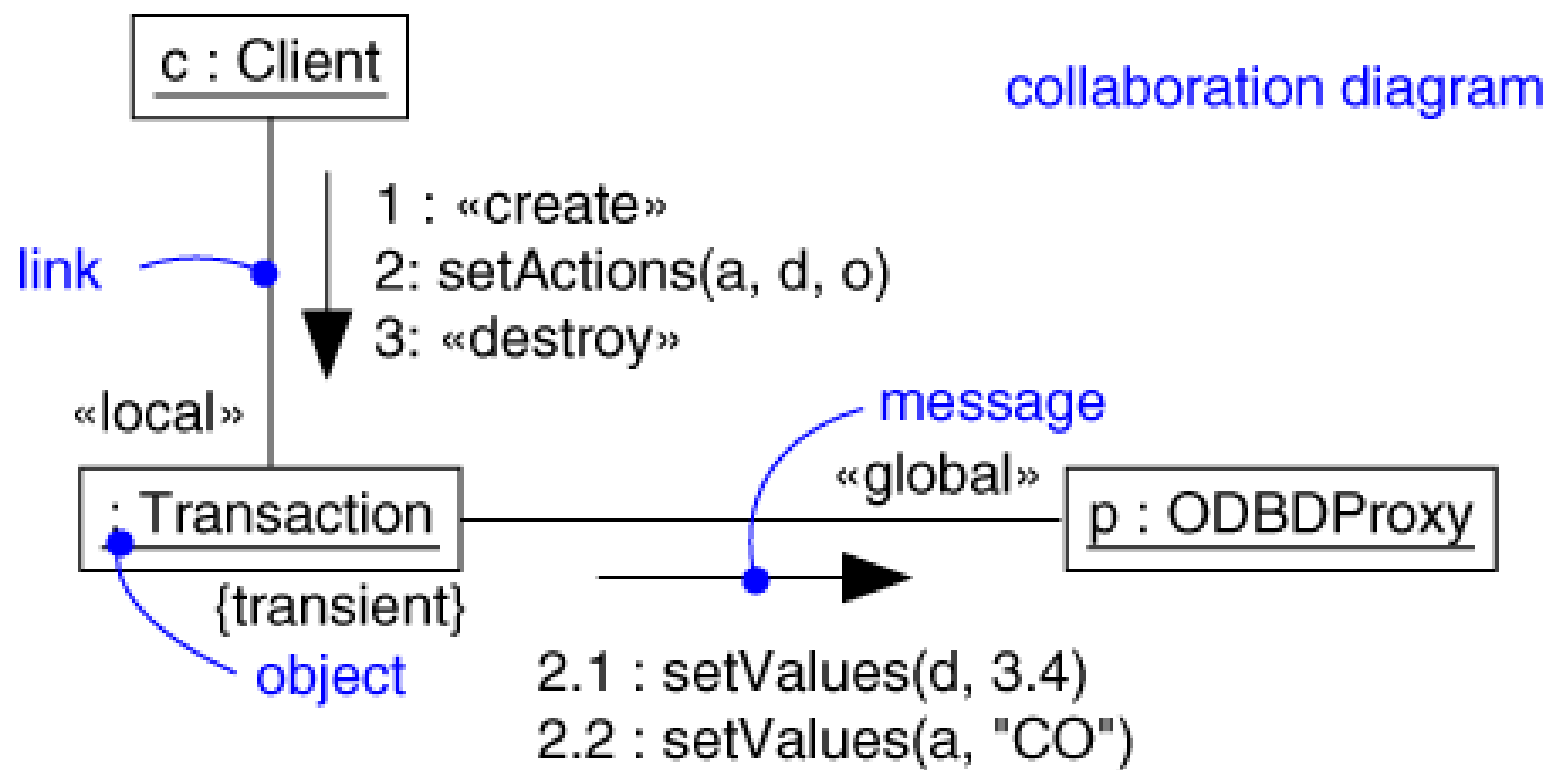 c : Client
collaboration diagram
1 : «create»
link
2: setActions(a, d, o)
3: «destroy»
«local»
message
«global»
: Transaction
p : ODBDProxy
{transient}
object
2.1 : setValues(d, 3.4)
2.2 : setValues(a, "CO")